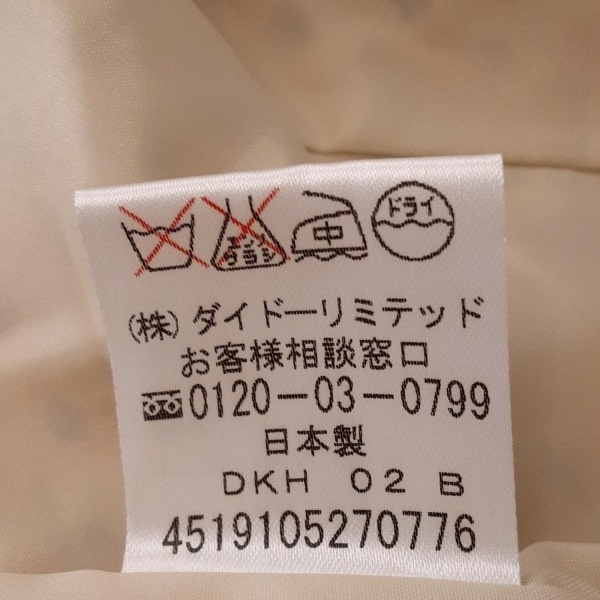 エンソ サラシ 中 ドライ
(株)ダイドーリミテッド
お客様相談窓口
0120-03-0799
日本製
DKH 02 B
4519105270776